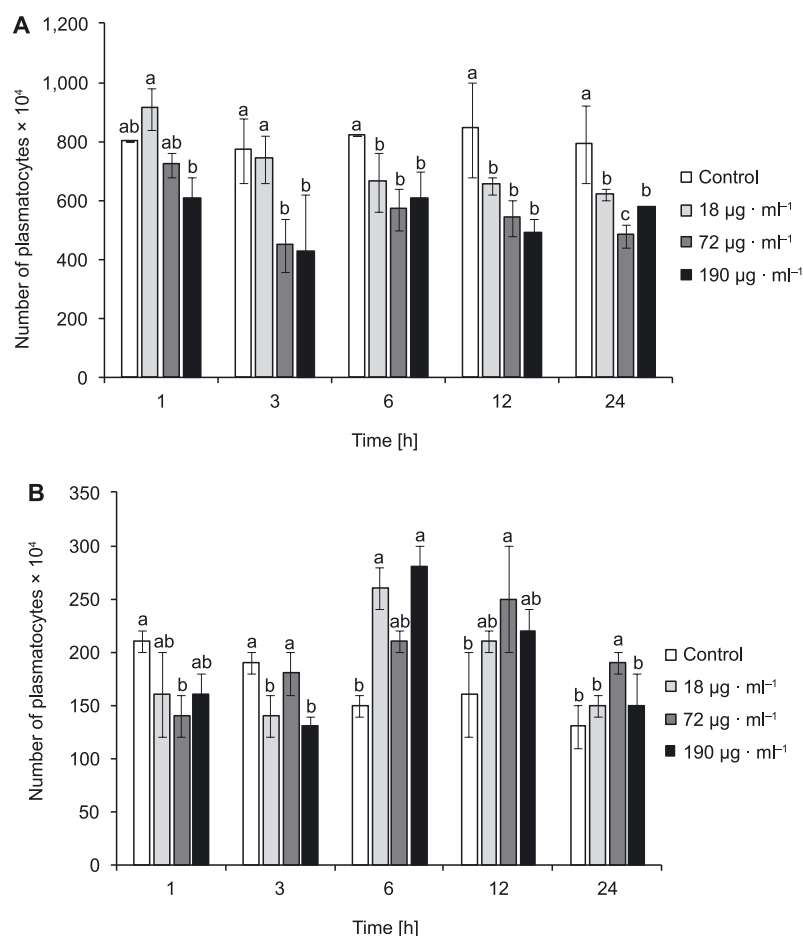 A
1,200
1,000
800
600
400
200
0
Number of plasmatocytes × 10⁴
ab a ab b
a a b b
a b b b
a b b b
a b c b
1 3 6 12 24
Time [h]
Control
18 µg · ml⁻¹
72 µg · ml⁻¹
190 µg · ml⁻¹
B
350
300
250
200
150
100
50
0
Number of plasmatocytes × 10⁴
a ab b ab
a b a b
b a ab a
b ab a ab
b b a b
1 3 6 12 24
Time [h]
Control
18 µg · ml⁻¹
72 µg · ml⁻¹
190 µg · ml⁻¹